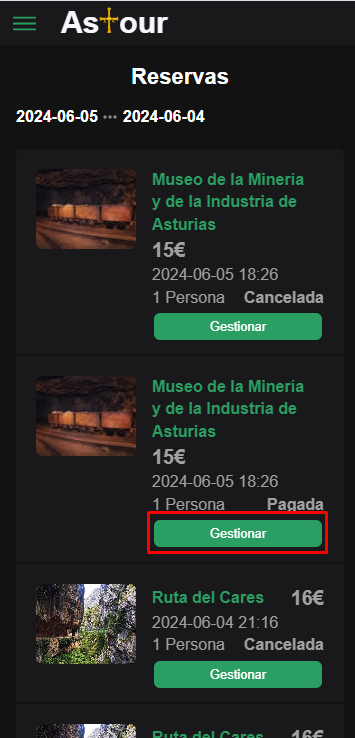 Astour
Reservas
2024-06-05 ••• 2024-06-04
Museo de la Minería
y de la Industria de
Asturias
15€
2024-06-05 18:26
1 Persona Cancelada
Gestionar
Museo de la Minería
y de la Industria de
Asturias
15€
2024-06-05 18:26
1 Persona Pagada
Gestionar
Ruta del Cares 16€
2024-06-04 21:16
1 Persona Cancelada
Gestionar
Ruta del Cares 16€